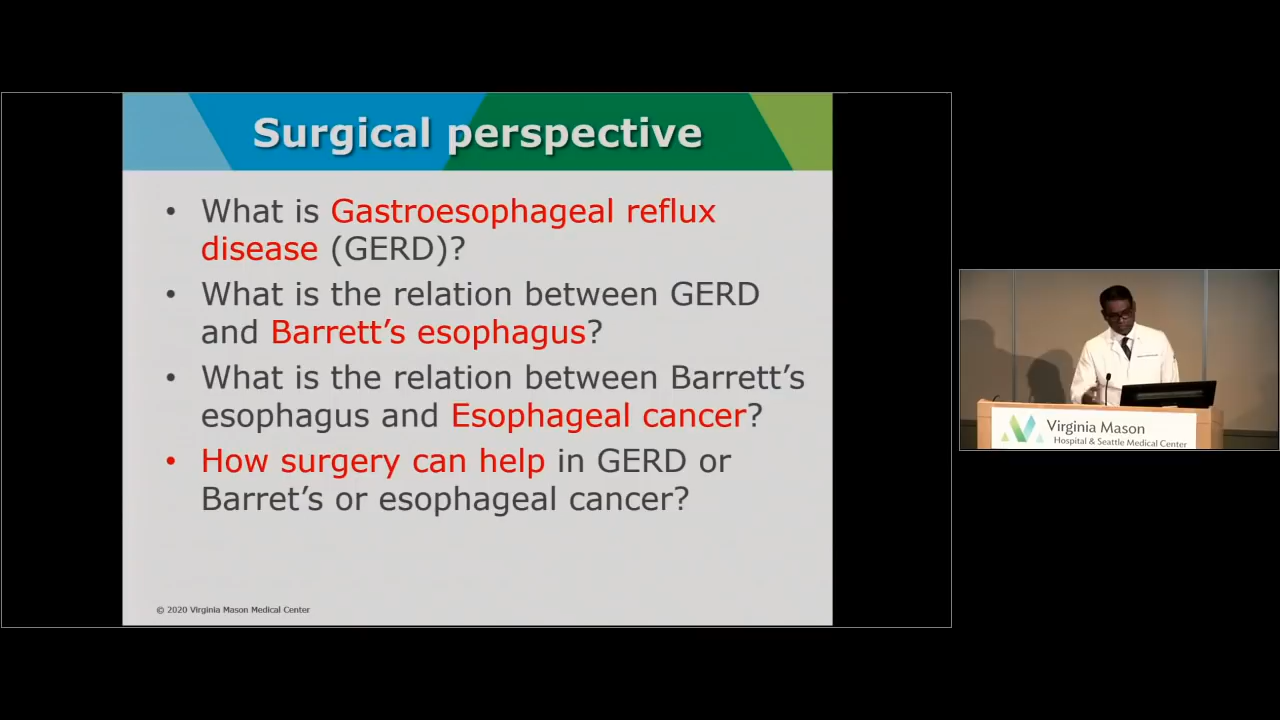 Surgical perspective
• What is Gastroesophageal reflux
disease (GERD)?
• What is the relation between GERD
and Barrett’s esophagus?
• What is the relation between Barrett’s
esophagus and Esophageal cancer?
• How surgery can help in GERD or
Barret’s or esophageal cancer?
© 2020 Virginia Mason Medical Center
Virginia Mason
Hospital & Seattle Medical Center